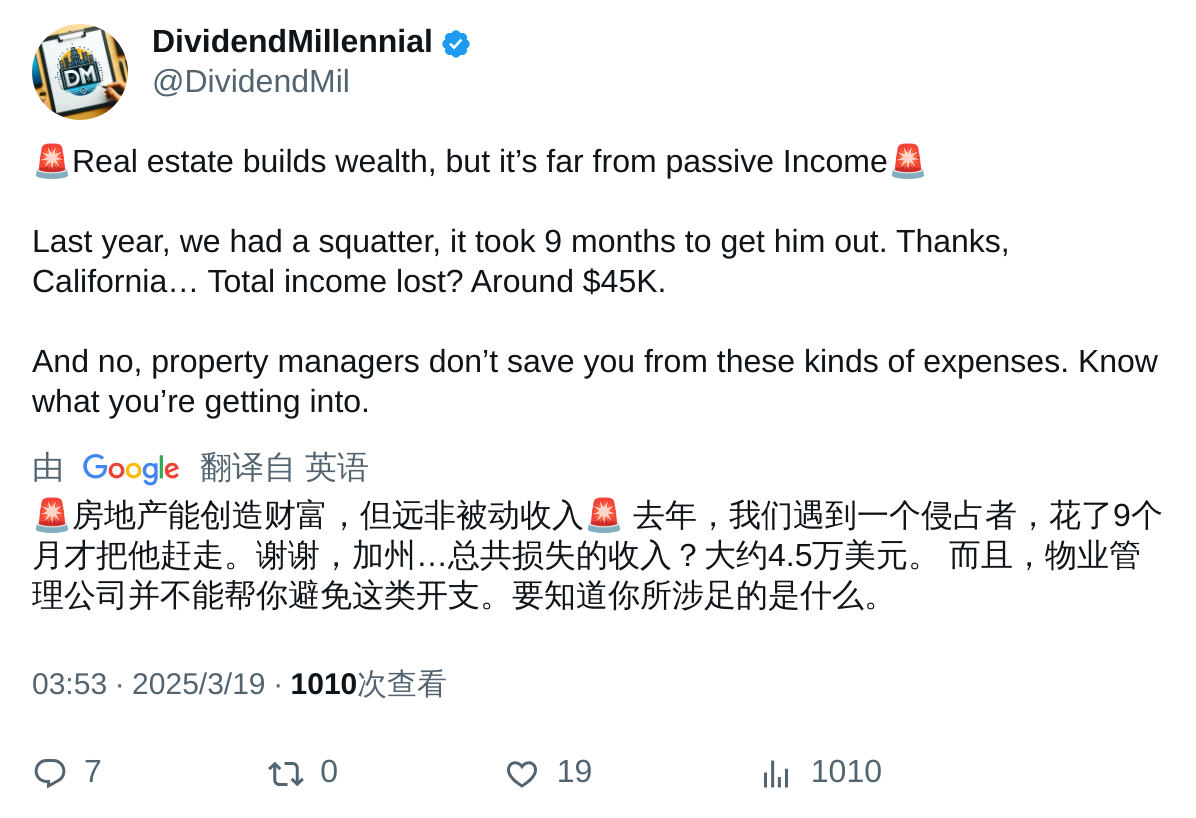 DM
DividendMillennial
@DividendMil
🚨Real estate builds wealth, but it’s far from passive Income🚨
Last year, we had a squatter, it took 9 months to get him out. Thanks,
California… Total income lost? Around $45K.
And no, property managers don’t save you from these kinds of expenses. Know
what you’re getting into.
由 Google 翻译自 英语
🚨房地产能创造财富，但远非被动收入🚨 去年，我们遇到一个侵占者，花了9个
月才把他赶走。谢谢，加州…总共损失的收入？大约4.5万美元。 而且，物业管
理公司并不能帮你避免这类开支。要知道你所涉足的是什么。
03:53 · 2025/3/19 · 1010次查看
7 0 19 1010